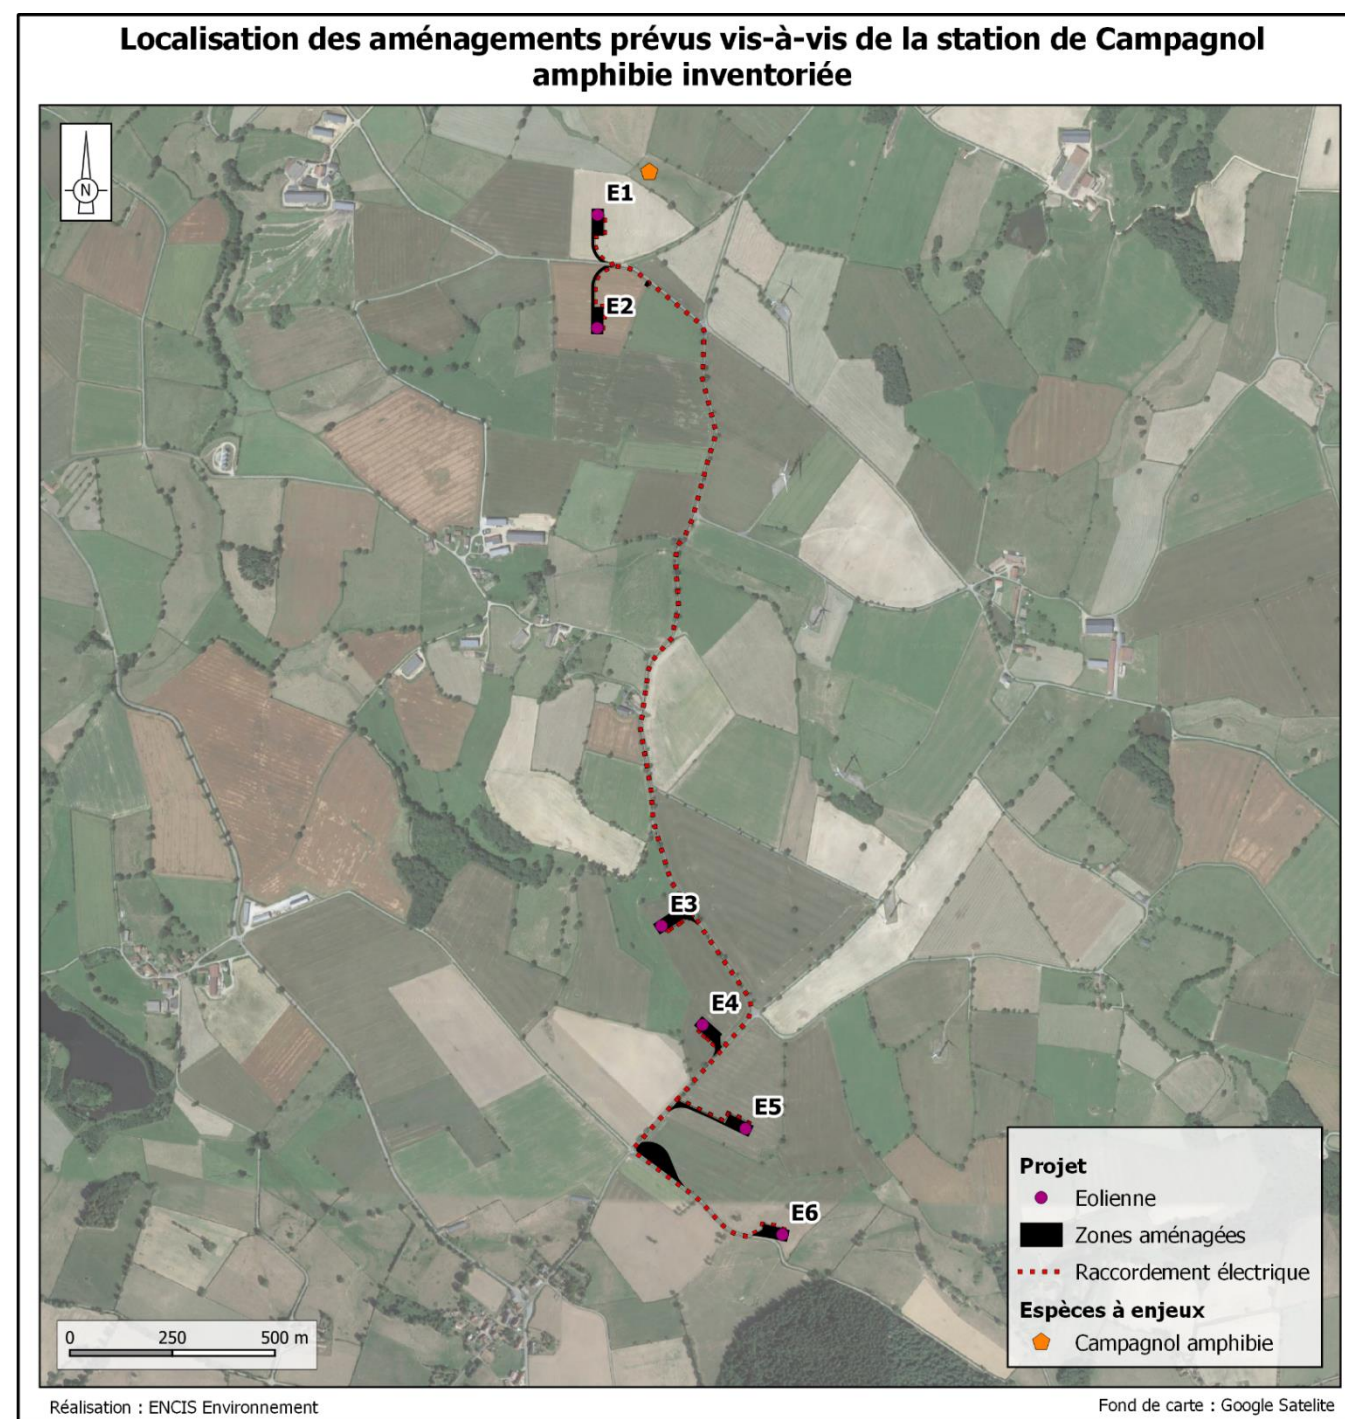 Localisation des aménagements prévus vis-à-vis de la station de Campagnol
amphibie inventoriée
N
E1
E2
E3
E4
E5
E6
Projet
Eolienne
Zones aménagées
Raccordement électrique
Espèces à enjeux
Campagnol amphibie
0 250 500 m
Réalisation : ENCIS Environnement
Fond de carte : Google Satelite